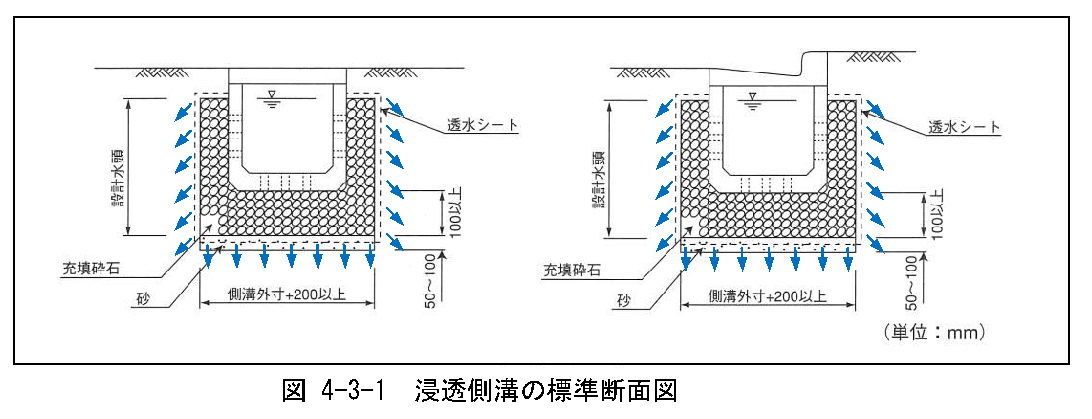 透水シート
設計水頭
100以上
充填砕石
砂
側溝外寸+200以上
50～100
透水シート
設計水頭
100以上
充填砕石
砂
側溝外寸+200以上
50～100
(単位：mm)
図 4-3-1 浸透側溝の標準断面図